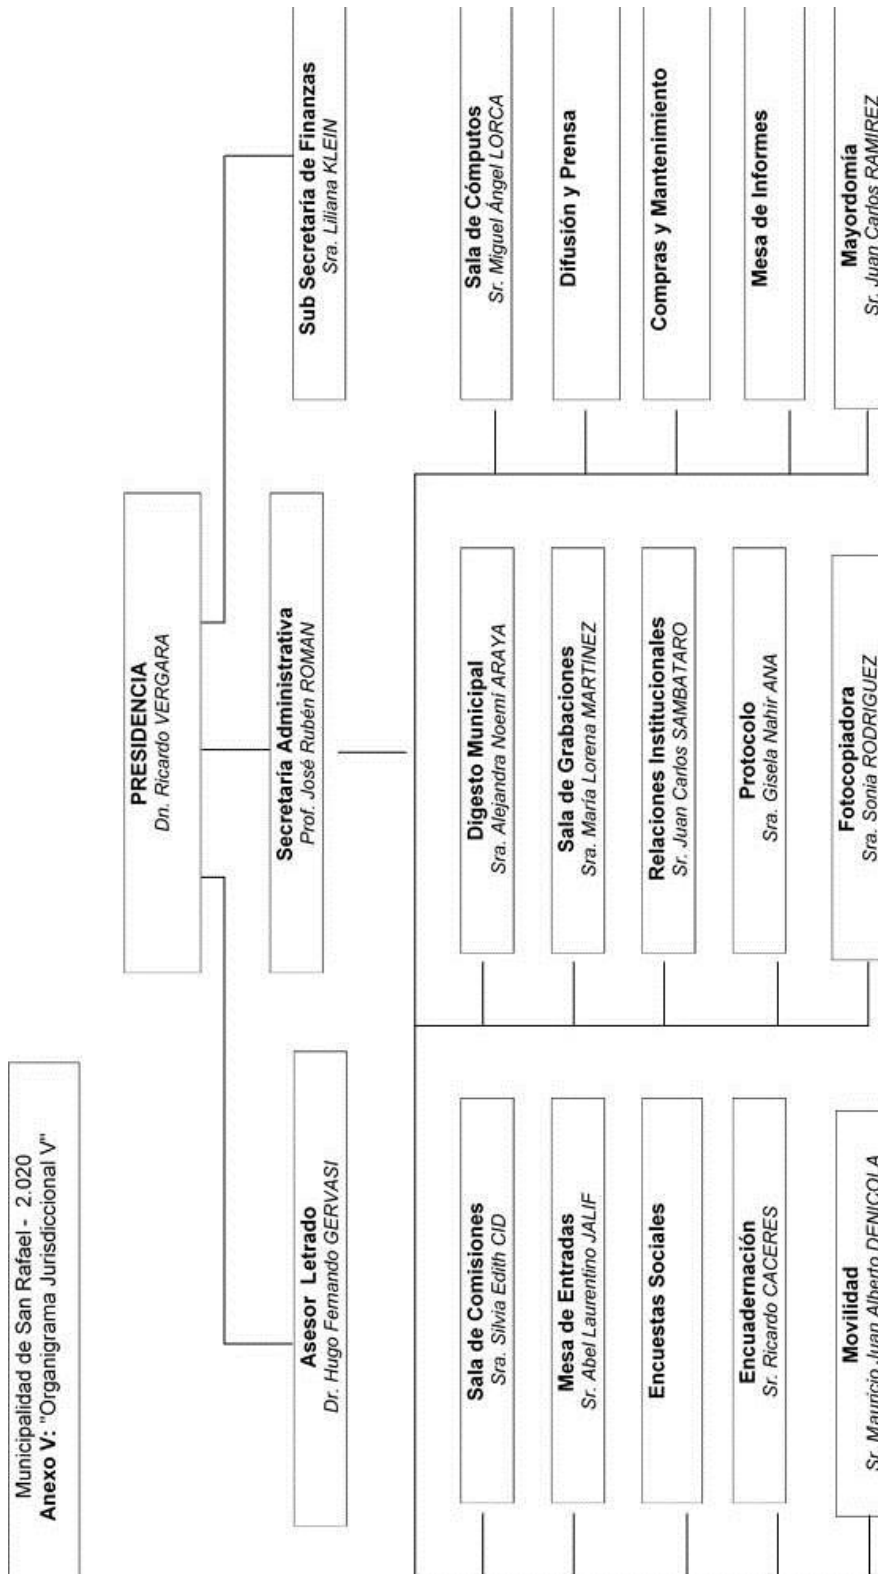 Municipalidad de San Rafael - 2.020
Anexo V: "Organigrama Jurisdiccional V"
PRESIDENCIA
Dn. Ricardo VERGARA
Asesor Letrado
Dr. Hugo Fernando GERVASI
Secretaría Administrativa
Prof. José Rubén ROMAN
Sub Secretaría de Finanzas
Sra. Liliana KLEIN
Sala de Comisiones
Sra. Silvia Edith CID
Mesa de Entradas
Sr. Abel Laurentino JALIF
Encuestas Sociales
Encuadernación
Sr. Ricardo CACERES
Movilidad
Sr. Mauricio Juan Alberto DENICOLA
Digesto Municipal
Sra. Alejandra Noemí ARAYA
Sala de Grabaciones
Sra. María Lorena MARTINEZ
Relaciones Institucionales
Sr. Juan Carlos SAMBATARO
Protocolo
Sra. Gisela Nahir ANA
Fotocopiadora
Sra. Sonia RODRIGUEZ
Sala de Cómputos
Sr. Miguel Ángel LORCA
Difusión y Prensa
Compras y Mantenimiento
Mesa de Informes
Mayordomía
Sr. Juan Carlos RAMIREZ